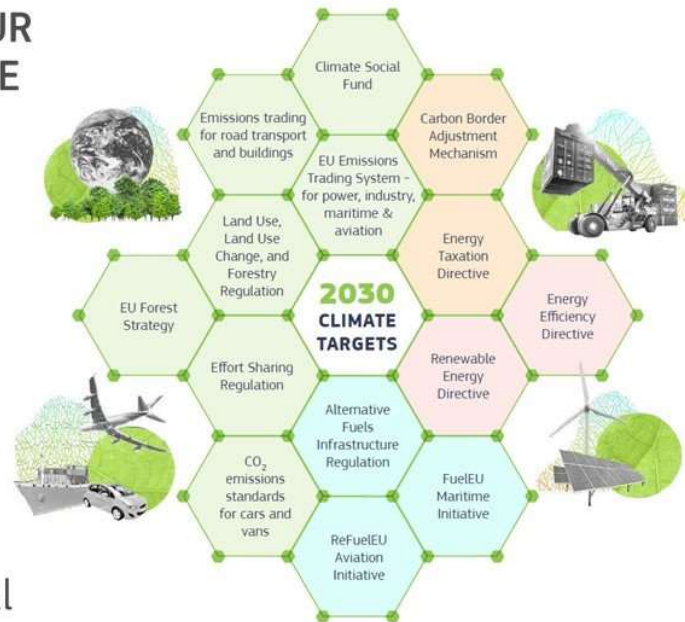 UR
E
Climate Social
Fund
Emissions trading
for road transport
and buildings
Carbon Border
Adjustment
Mechanism
EU Emissions
Trading System -
for power, industry,
maritime &
aviation
Land Use,
Land Use
Change, and
Forestry
Regulation
Energy
Taxation
Directive
EU Forest
Strategy
2030
CLIMATE
TARGETS
Energy
Efficiency
Directive
Effort Sharing
Regulation
Renewable
Energy
Directive
Alternative
Fuels
Infrastructure
Regulation
CO₂
emissions
standards
for cars and
vans
FuelEU
Maritime
Initiative
ReFuelEU
Aviation
Initiative